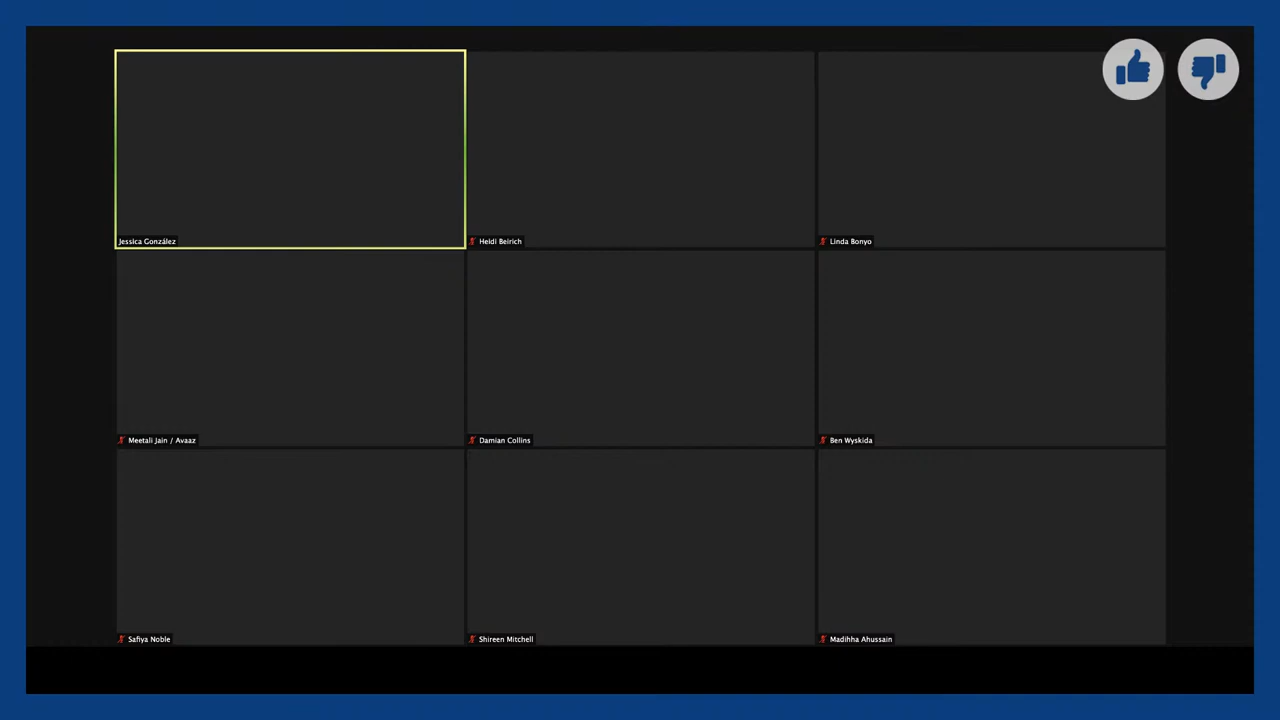 Jessica González
Heidi Beirich
Linda Bonyo
Meetali Jain / Avaaz
Damian Collins
Ben Wyskida
Safiya Noble
Shireen Mitchell
Madihha Ahussain